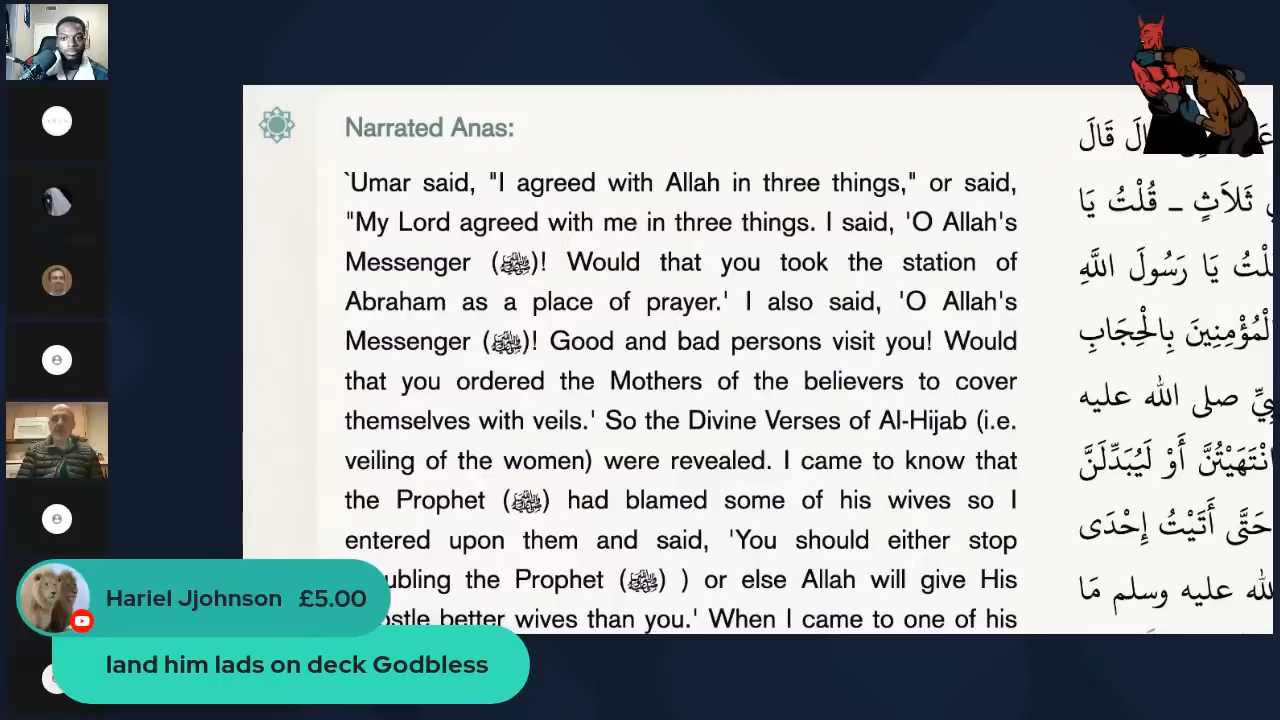 Narrated Anas:
`Umar said, "I agreed with Allah in three things," or said,
"My Lord agreed with me in three things. I said, 'O Allah's
Messenger (ﷺ)! Would that you took the station of
Abraham as a place of prayer.' I also said, 'O Allah's
Messenger (ﷺ)! Good and bad persons visit you! Would
that you ordered the Mothers of the believers to cover
themselves with veils.' So the Divine Verses of Al-Hijab (i.e.
veiling of the women) were revealed. I came to know that
the Prophet (ﷺ) had blamed some of his wives so I
entered upon them and said, 'You should either stop
ubling the Prophet (ﷺ) ) or else Allah will give His
ostle better wives than you.' When I came to one of his
قَالَ
ثَلاَثٍ ـ قُلْتُ يَا
يَا رَسُولَ اللَّهِ
الْمُؤْمِنِينَ بِالْحِجَابِ
صلى الله عليه
انْتَهَيْتُنَّ أَوْ لَيُبَدِّلَنَّ
حَتَّى أَتَيْتُ إِحْدَى
عليه وسلم مَا
Hariel Jjohnson £5.00
land him lads on deck Godbless